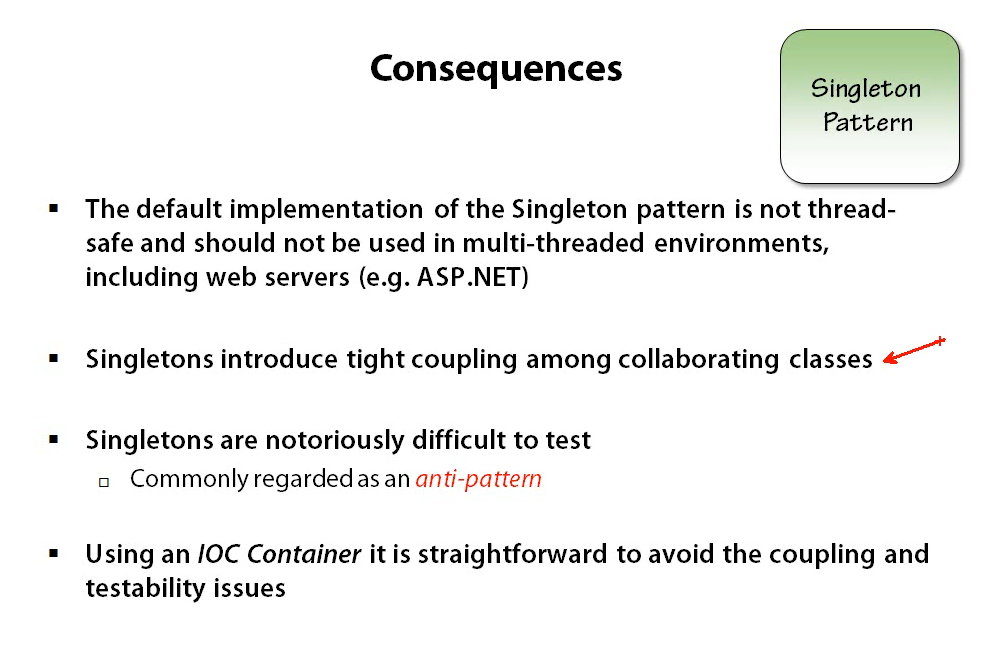 Consequences
Singleton
Pattern
▪ The default implementation of the Singleton pattern is not thread-
safe and should not be used in multi-threaded environments,
including web servers (e.g. ASP.NET)
▪ Singletons introduce tight coupling among collaborating classes
▪ Singletons are notoriously difficult to test
▫ Commonly regarded as an anti-pattern
▪ Using an IOC Container it is straightforward to avoid the coupling and
testability issues